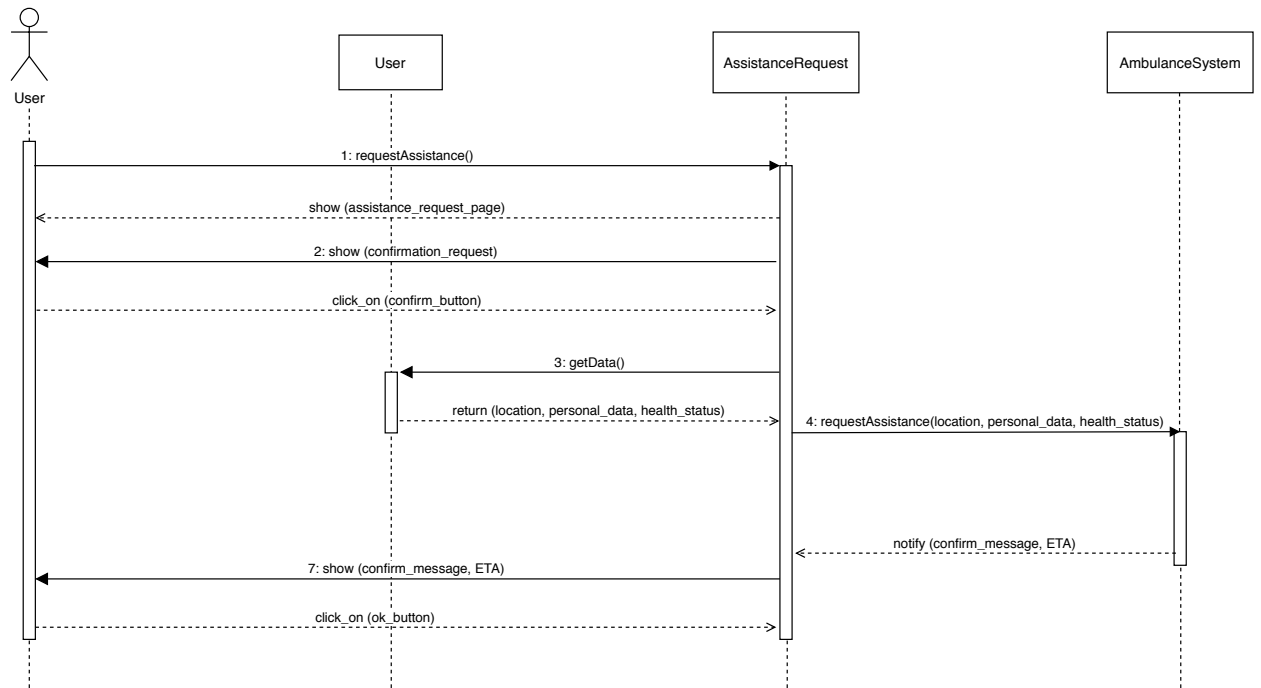 User
User
AssistanceRequest
AmbulanceSystem
1: requestAssistance()
show (assistance_request_page)
2: show (confirmation_request)
click_on (confirm_button)
3: getData()
return (location, personal_data, health_status)
4: requestAssistance(location, personal_data, health_status)
notify (confirm_message, ETA)
7: show (confirm_message, ETA)
click_on (ok_button)